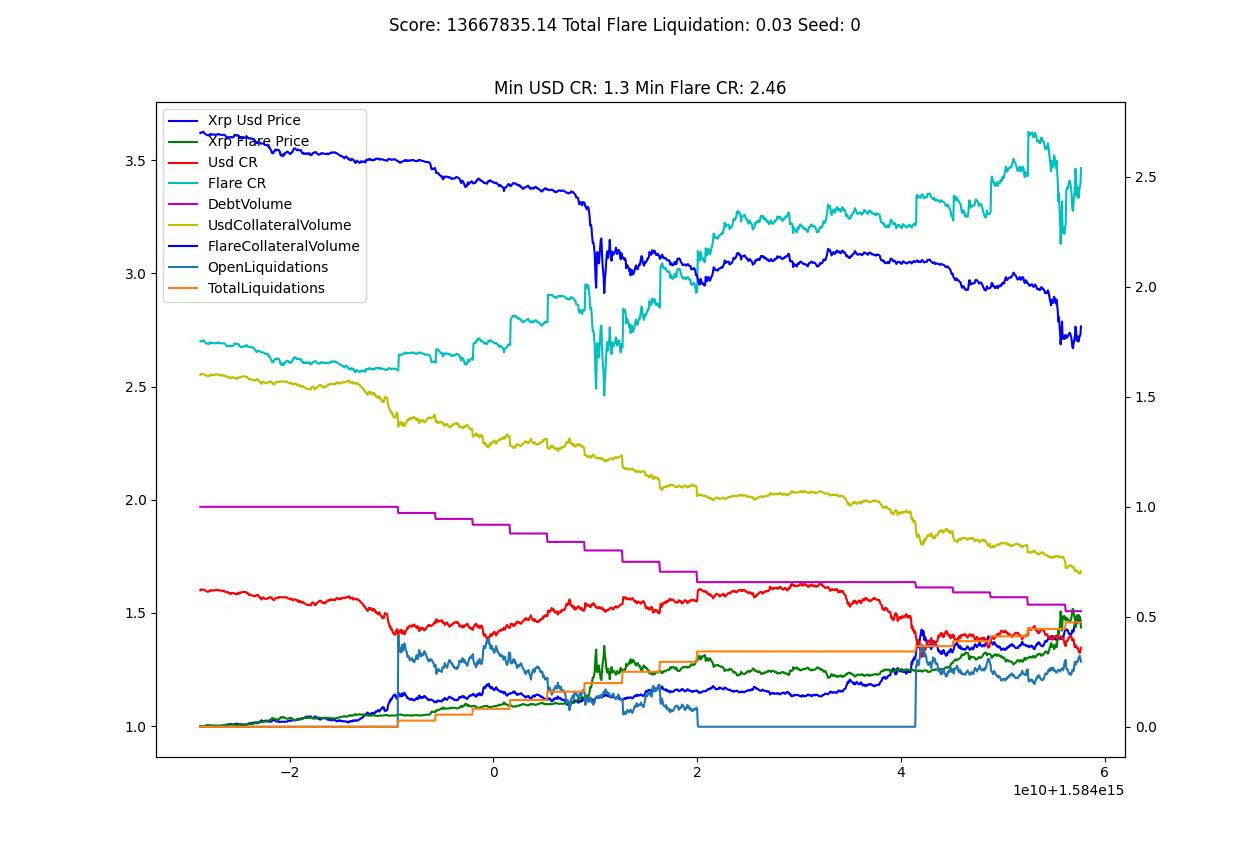 Score: 13667835.14 Total Flare Liquidation: 0.03 Seed: 0
Min USD CR: 1.3 Min Flare CR: 2.46
Xrp Usd Price
Xrp Flare Price
Usd CR
Flare CR
DebtVolume
UsdCollateralVolume
FlareCollateralVolume
OpenLiquidations
TotalLiquidations
3.5
3.0
2.5
2.0
1.5
1.0
2.5
2.0
1.5
1.0
0.5
0.0
−2 0 2 4 6
1e10+1.584e15